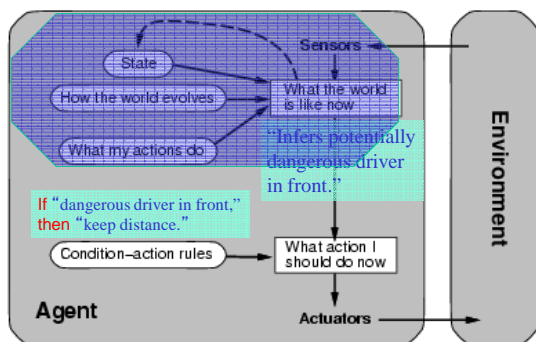 Sensors
State
How the world evolves
What the world
is like now
What my actions do
“Infers potentially
dangerous driver
in front.”
If “dangerous driver in front,”
then “keep distance.”
Condition–action rules
What action I
should do now
Agent
Actuators
Environment